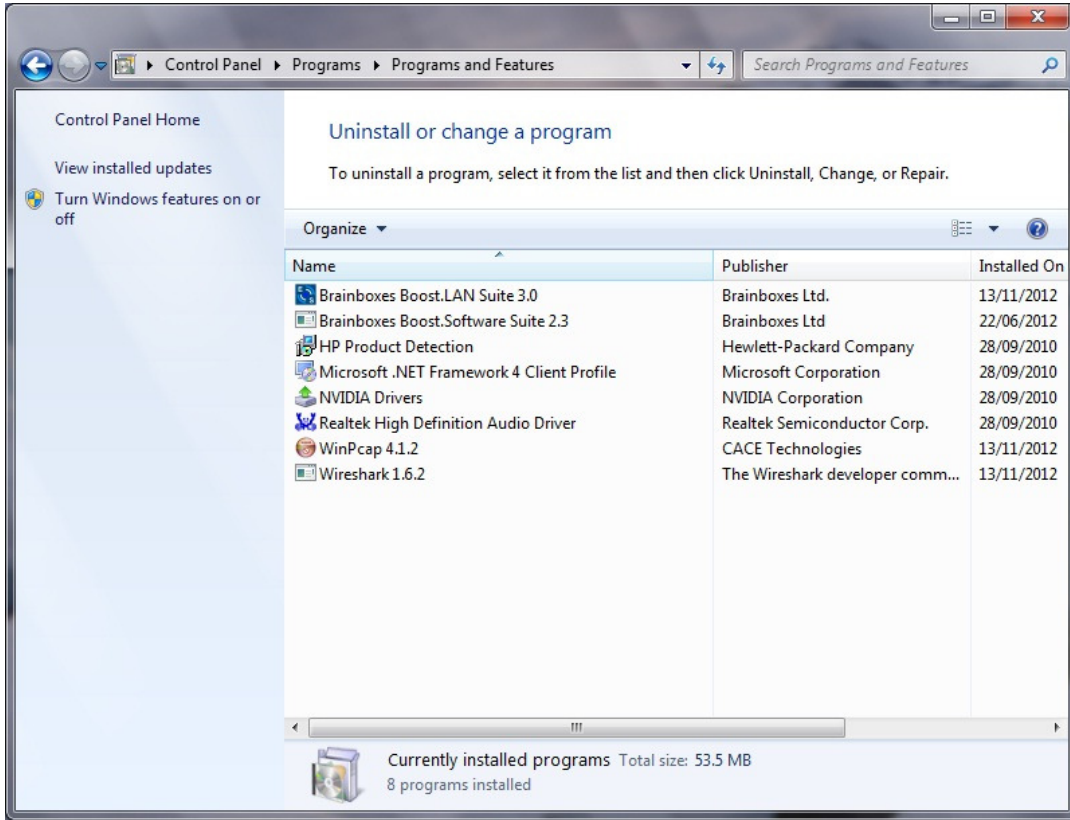 Control Panel ▸ Programs ▸ Programs and Features
Search Programs and Features
Control Panel Home
View installed updates
Turn Windows features on or
off
Uninstall or change a program
To uninstall a program, select it from the list and then click Uninstall, Change, or Repair.
Organize
Name Publisher Installed On
Brainboxes Boost.LAN Suite 3.0 Brainboxes Ltd. 13/11/2012
Brainboxes Boost.Software Suite 2.3 Brainboxes Ltd 22/06/2012
HP Product Detection Hewlett-Packard Company 28/09/2010
Microsoft .NET Framework 4 Client Profile Microsoft Corporation 28/09/2010
NVIDIA Drivers NVIDIA Corporation 28/09/2010
Realtek High Definition Audio Driver Realtek Semiconductor Corp. 28/09/2010
WinPcap 4.1.2 CACE Technologies 13/11/2012
Wireshark 1.6.2 The Wireshark developer comm... 13/11/2012
Currently installed programs Total size: 53.5 MB
8 programs installed